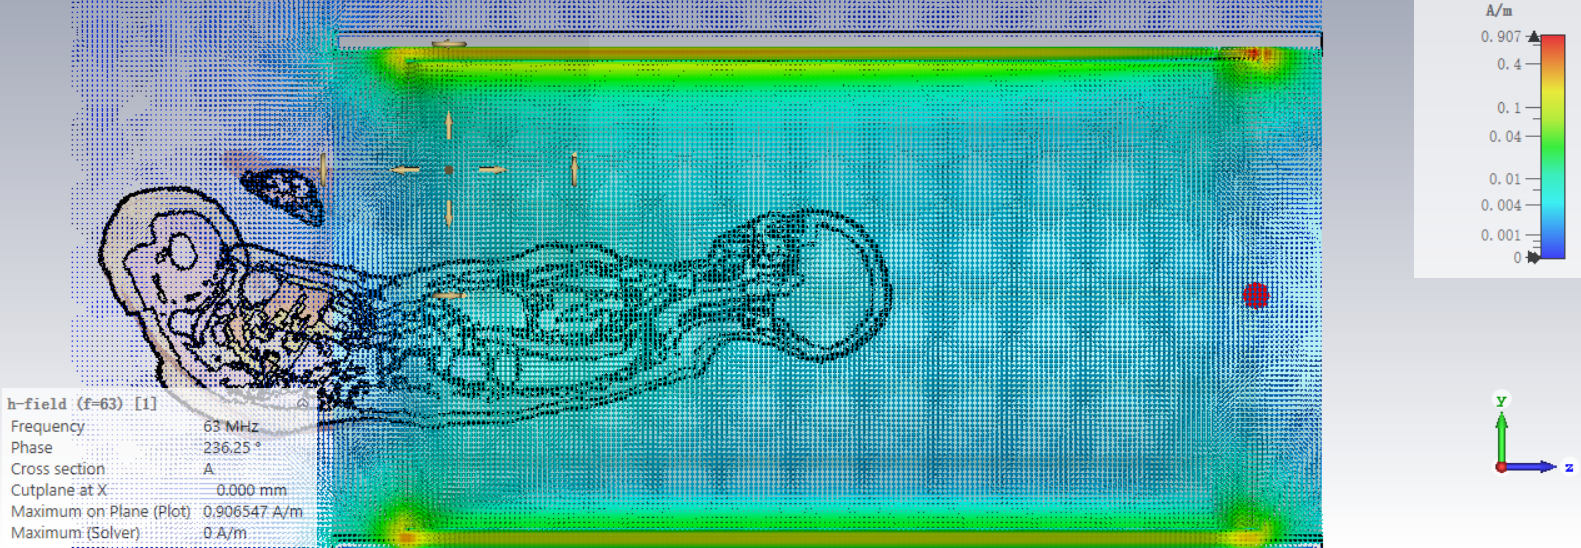 A/m
0.907
0.4
0.1
0.04
0.01
0.004
0.001
0
h-field (f=63) [1]
Frequency 63 MHz
Phase 236.25 °
Cross section A
Cutplane at X 0.000 mm
Maximum on Plane (Plot) 0.906547 A/m
Maximum (Solver) 0 A/m
y
z